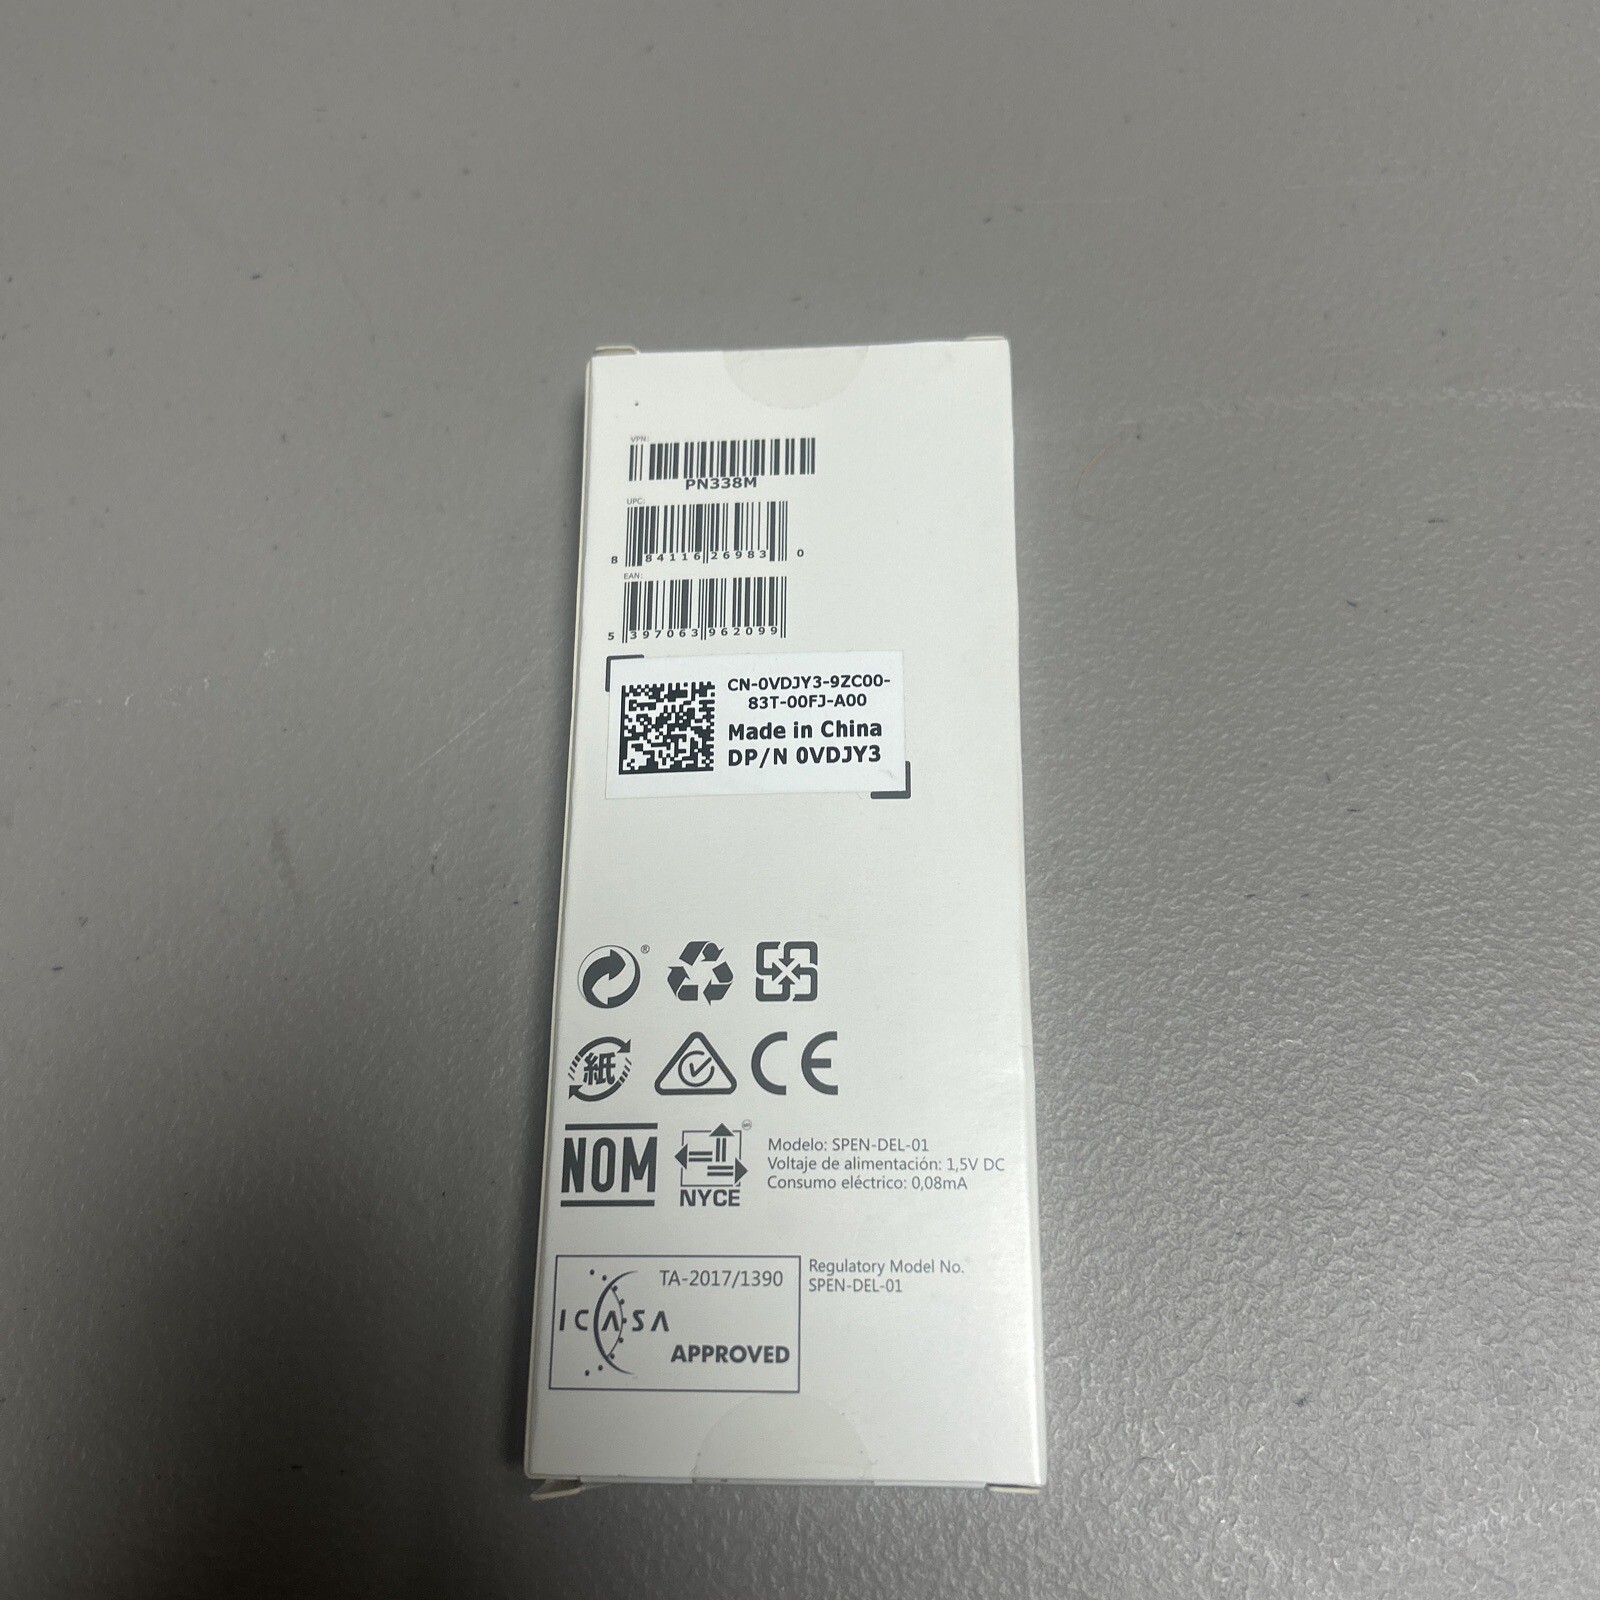 VPN:
PN338M
UPC:
8 84116 26983 0
EAN:
5 397063 962099
CN-0VDJY3-9ZC00-
83T-00FJ-A00
Made in China
DP/N 0VDJY3
®
紙
CE
NOM
NYCE
Modelo: SPEN-DEL-01
Voltaje de alimentación: 1,5V DC
Consumo eléctrico: 0,08mA
TA-2017/1390
ICASA
APPROVED
Regulatory Model No.
SPEN-DEL-01